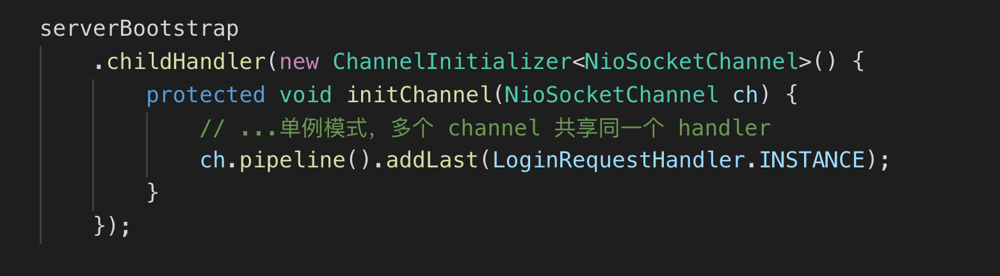 serverBootstrap
.childHandler(new ChannelInitializer<NioSocketChannel>() {
protected void initChannel(NioSocketChannel ch) {
// ...单例模式，多个 channel 共享同一个 handler
ch.pipeline().addLast(LoginRequestHandler.INSTANCE);
}
});